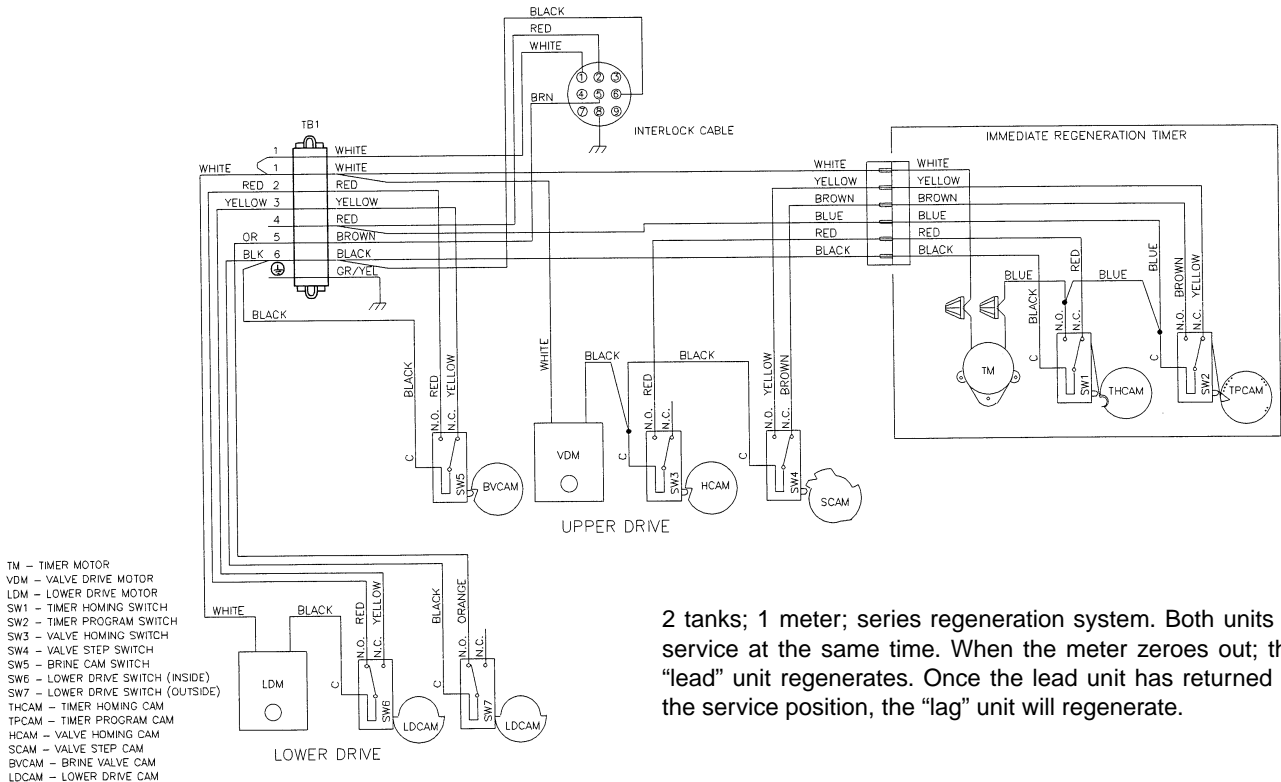 BLACK
RED
WHITE
1 2 3
4 5 6
7 8 9
BRN
INTERLOCK CABLE
TB1
IMMEDIATE REGENERATION TIMER
1 WHITE
WHITE 1 WHITE
RED 2 RED
YELLOW 3 YELLOW
4 RED
OR 5 BROWN
BLK 6 BLACK
GR/YEL
BLACK
WHITE WHITE
YELLOW YELLOW
BROWN BROWN
BLUE BLUE
RED RED
BLACK BLACK
BLUE
BLACK
RED
BLUE
BLUE
BROWN
YELLOW
N.O.
N.C.
N.O.
N.C.
C
C
TM
SW1
THCAM
SW2
TPCAM
BLACK
RED
YELLOW
N.O.
N.C.
C
SW5
BVCAM
WHITE
BLACK
BLACK
VDM
RED
N.O.
N.C.
C
SW3
HCAM
YELLOW
BROWN
N.O.
N.C.
C
SW4
SCAM
UPPER DRIVE
WHITE
BLACK
LDM
RED
YELLOW
N.O.
N.C.
C
SW6
LDCAM
BLACK
ORANGE
N.O.
N.C.
C
SW7
LDCAM
LOWER DRIVE
TM – TIMER MOTOR
VDM – VALVE DRIVE MOTOR
LDM – LOWER DRIVE MOTOR
SW1 – TIMER HOMING SWITCH
SW2 – TIMER PROGRAM SWITCH
SW3 – VALVE HOMING SWITCH
SW4 – VALVE STEP SWITCH
SW5 – BRINE CAM SWITCH
SW6 – LOWER DRIVE SWITCH (INSIDE)
SW7 – LOWER DRIVE SWITCH (OUTSIDE)
THCAM – TIMER HOMING CAM
TPCAM – TIMER PROGRAM CAM
HCAM – VALVE HOMING CAM
SCAM – VALVE STEP CAM
BVCAM – BRINE VALVE CAM
LDCAM – LOWER DRIVE CAM
2 tanks; 1 meter; series regeneration system. Both units
service at the same time. When the meter zeroes out;
“lead” unit regenerates. Once the lead unit has returned
the service position, the “lag” unit will regenerate.